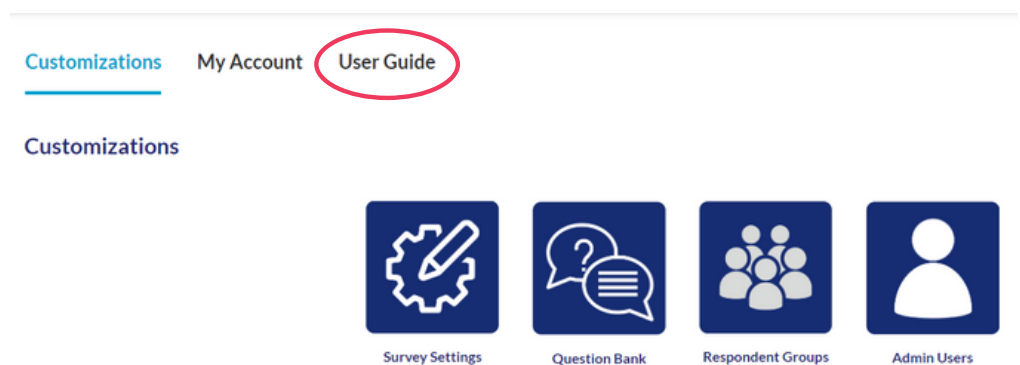 Customizations My Account User Guide
Customizations
?
Survey Settings Question Bank Respondent Groups Admin Users